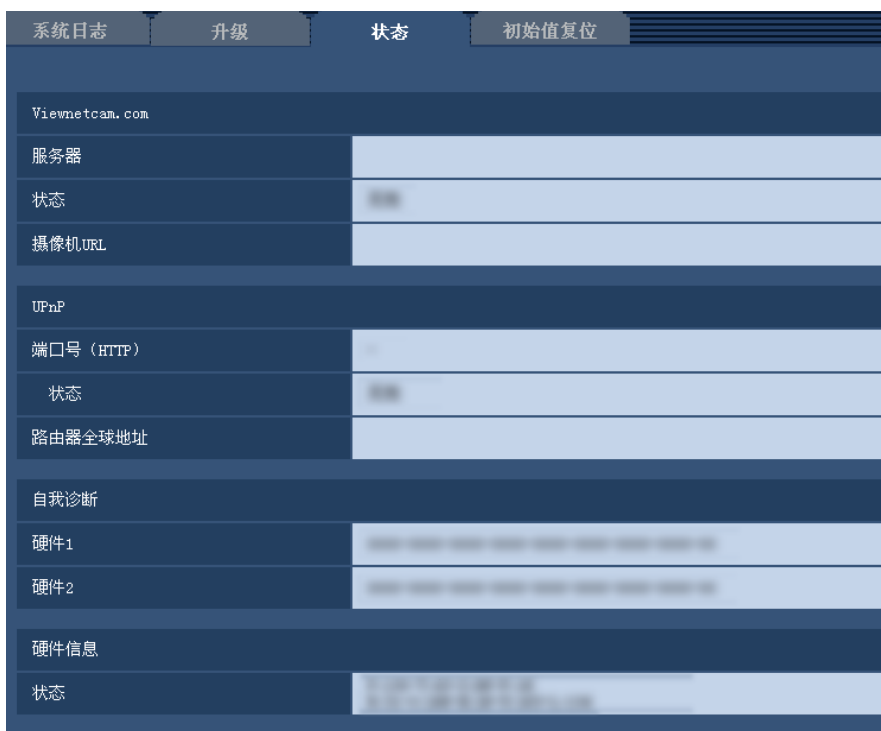 系统日志
升级
状态
初始值复位
Viewnetcam.com
服务器
状态
摄像机URL
UPnP
端口号（HTTP）
状态
路由器全球地址
自我诊断
硬件1
硬件2
硬件信息
状态